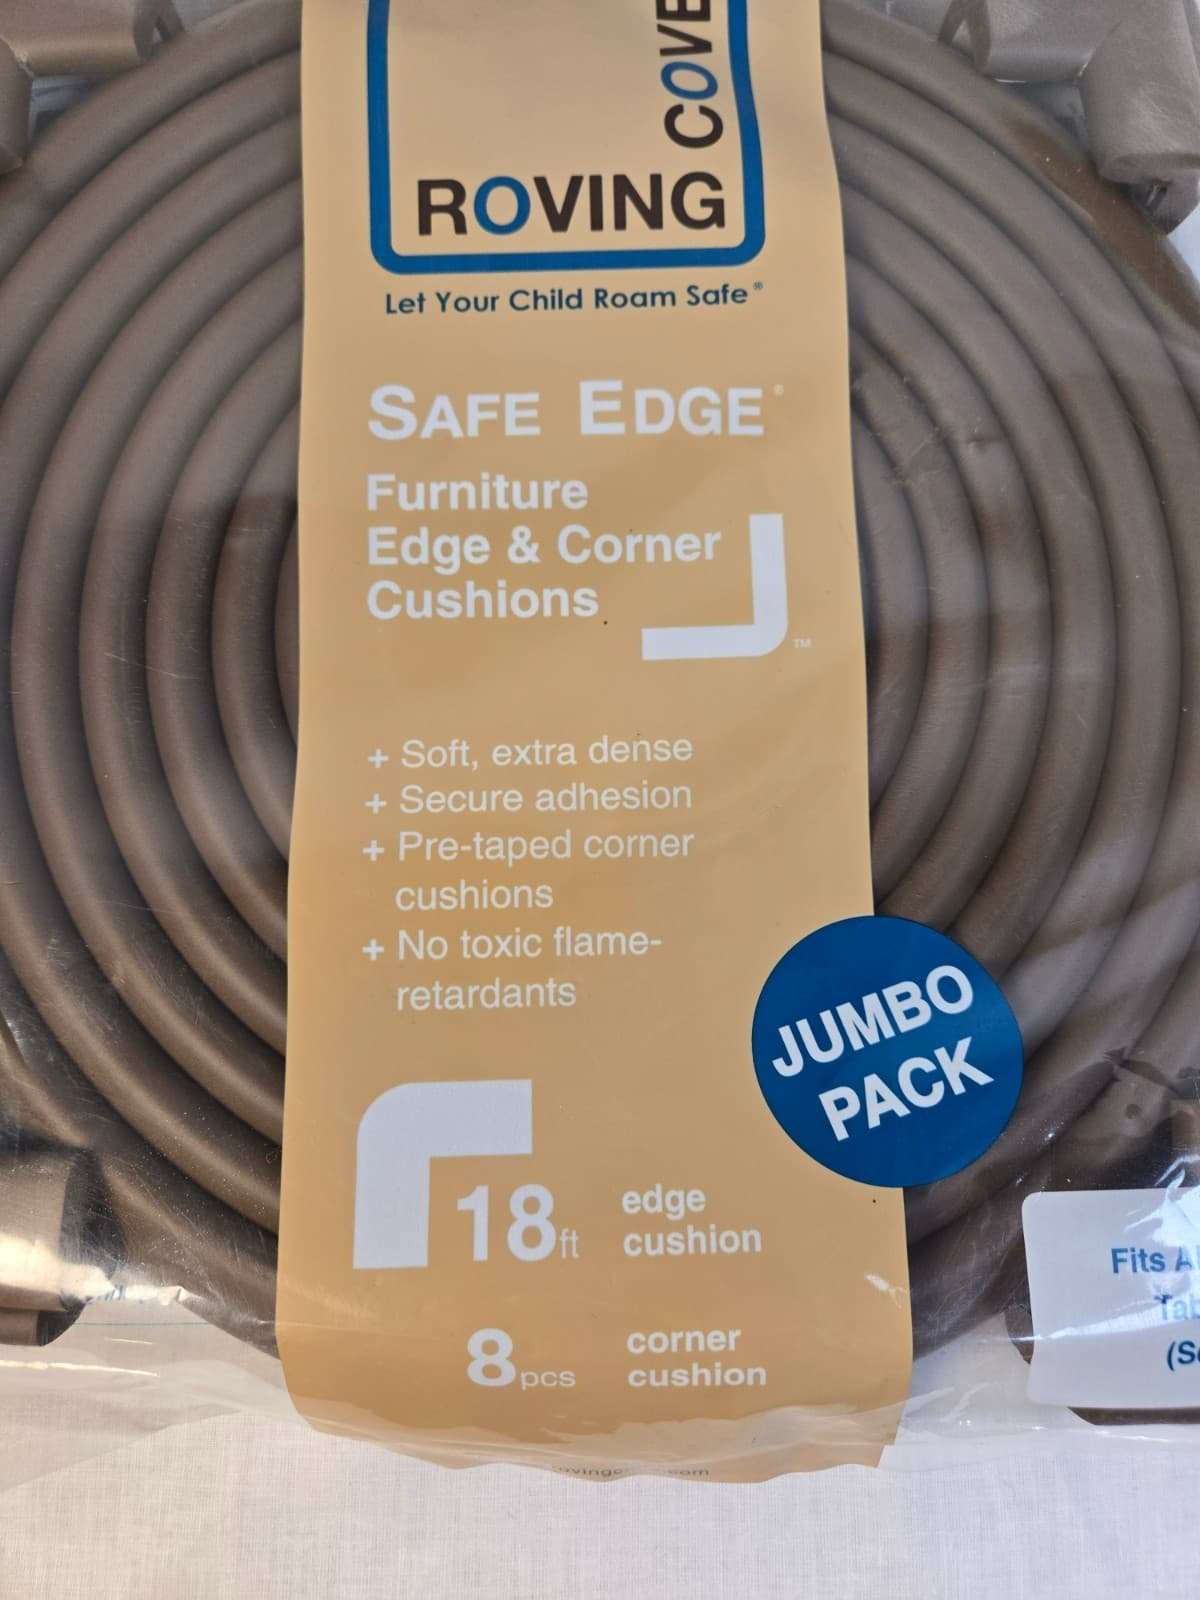 ROVING
Let Your Child Roam Safe®
SAFE EDGE®
Furniture
Edge & Corner
Cushions
™
+ Soft, extra dense
+ Secure adhesion
+ Pre-taped corner
cushions
+ No toxic flame-
retardants
JUMBO
PACK
18ft edge
cushion
8pcs corner
cushion
Fits